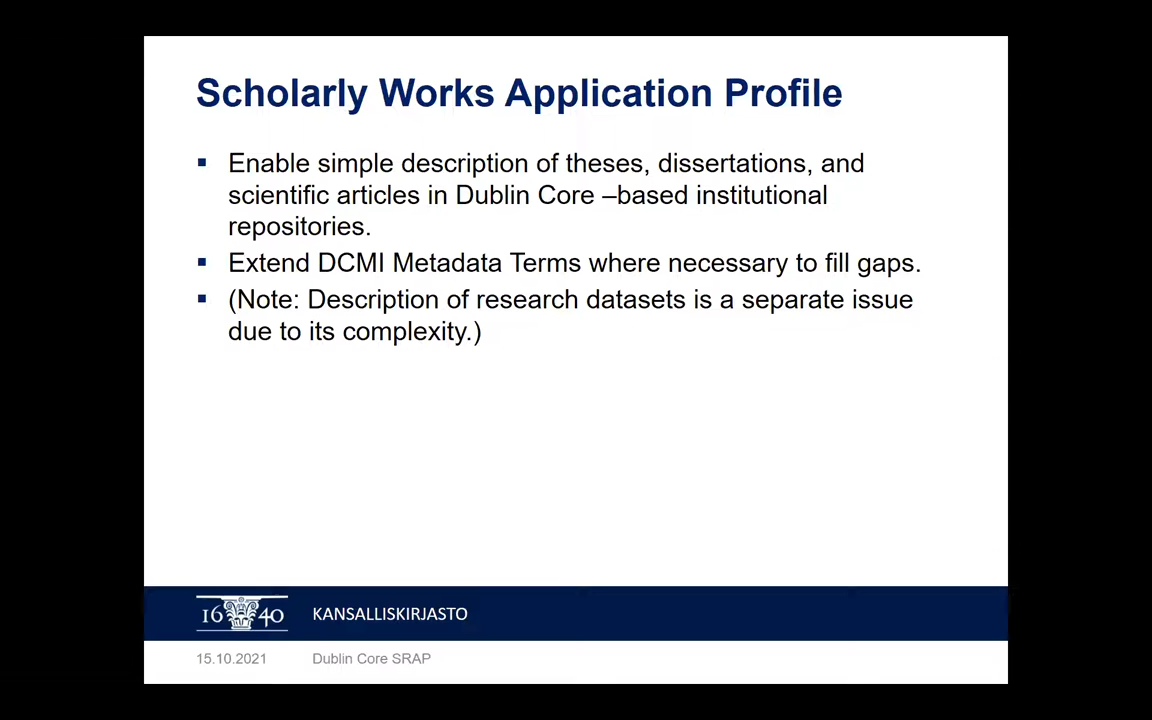 Scholarly Works Application Profile
▪ Enable simple description of theses, dissertations, and
scientific articles in Dublin Core –based institutional
repositories.
▪ Extend DCMI Metadata Terms where necessary to fill gaps.
▪ (Note: Description of research datasets is a separate issue
due to its complexity.)
1640 KANSALLISKIRJASTO
15.10.2021 Dublin Core SRAP